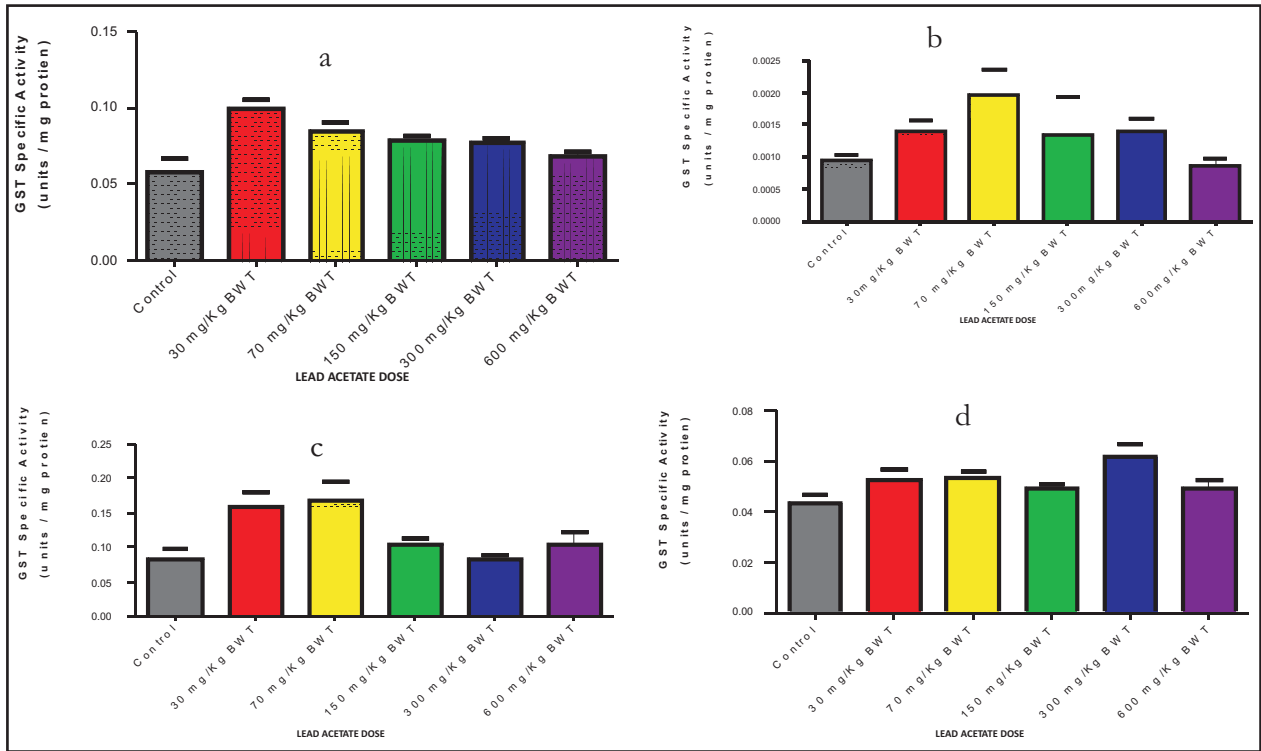 a
GST Specific Activity
(units / mg protien)
0.15
0.10
0.05
0.00
Control
30 mg/Kg BWT
70 mg/Kg BWT
150 mg/Kg BWT
300 mg/Kg BWT
600 mg/Kg BWT
LEAD ACETATE DOSE
b
GST Specific Activity
(units / mg protien)
0.0025
0.0020
0.0015
0.0010
0.0005
0.0000
Control
30mg/Kg BWT
70 mg/Kg BWT
150 mg/Kg BWT
300mg/Kg BWT
600mg/Kg BWT
LEAD ACETATE DOSE
c
GST Specific Activity
(units / mg protien)
0.25
0.20
0.15
0.10
0.05
0.00
Control
30 mg/Kg BWT
70 mg/Kg BWT
150 mg/Kg BWT
300 mg/Kg BWT
600 mg/Kg BWT
LEAD ACETATE DOSE
d
GST Specific Activity
(units / mg protien)
0.08
0.06
0.04
0.02
0.00
Control
30 mg/Kg BWT
70 mg/Kg BWT
150 mg/Kg BWT
300 mg/Kg BWT
600 mg/Kg BWT
LEAD ACETATE DOSE